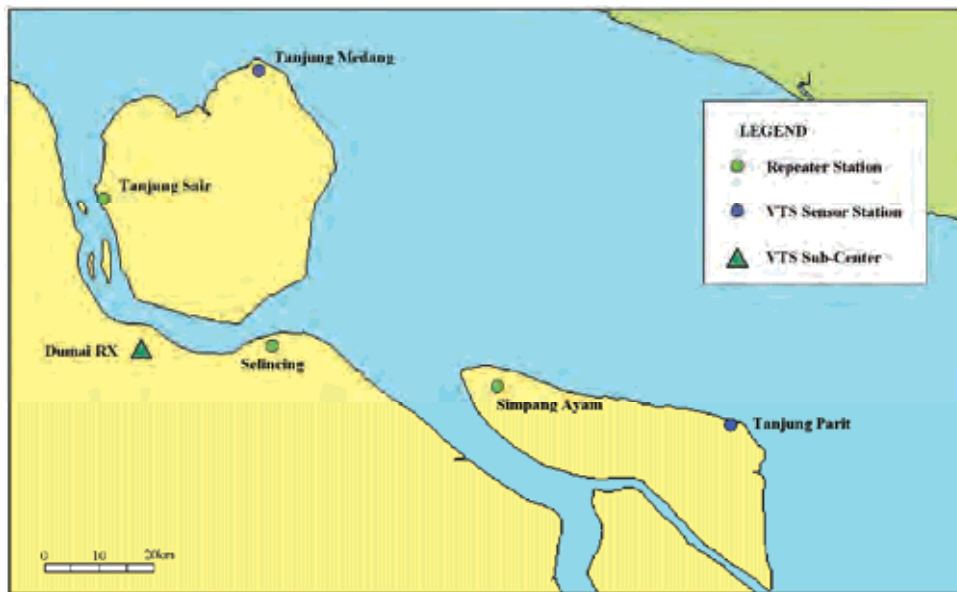 Tanjung Medang
LEGEND
Repeater Station
Tanjung Sair
VTS Sensor Station
VTS Sub-Center
Dumai RX
Selincing
Simpang Ayam
Tanjung Parit
0 10 20km